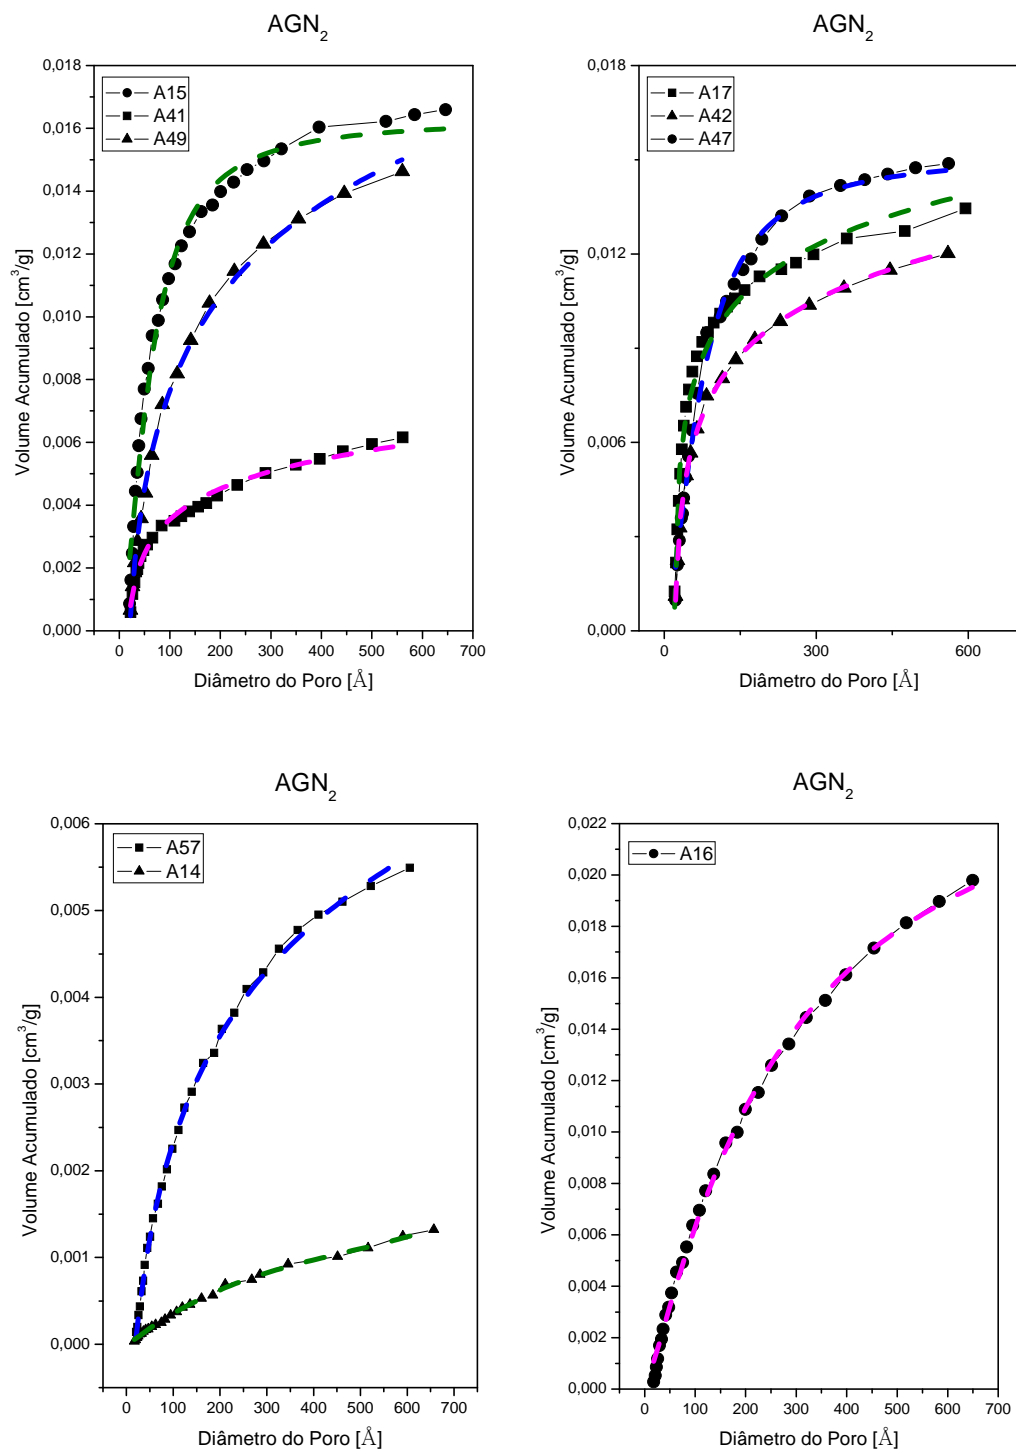 AGN2
0,018
0,016
0,014
0,012
0,010
0,008
0,006
0,004
0,002
0,000
Volume Acumulado [cm³/g]
A15
A41
A49
0 100 200 300 400 500 600 700
Diâmetro do Poro [Å]
AGN2
0,018
0,012
0,006
0,000
Volume Acumulado [cm³/g]
A17
A42
A47
0 300 600
Diâmetro do Poro [Å]
AGN2
0,006
0,005
0,004
0,003
0,002
0,001
0,000
Volume Acumulado [cm³/g]
A57
A14
0 100 200 300 400 500 600 700
Diâmetro do Poro [Å]
AGN2
0,022
0,020
0,018
0,016
0,014
0,012
0,010
0,008
0,006
0,004
0,002
0,000
Volume Acumulado [cm³/g]
A16
0 100 200 300 400 500 600 700
Diâmetro do Poro [Å]